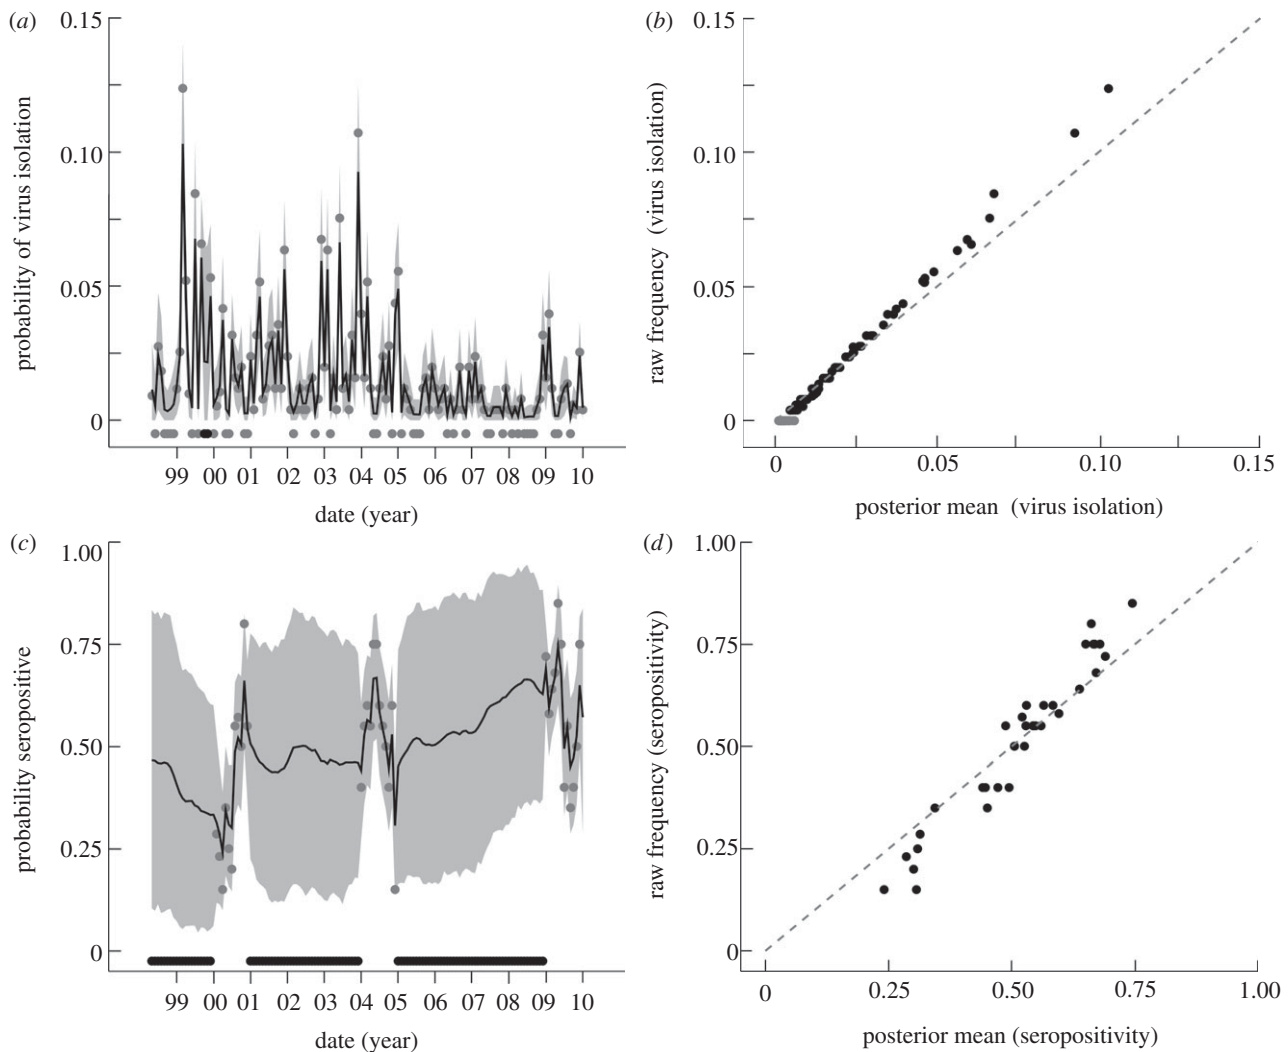 (a)
0.15
0.10
0.05
0
probability of virus isolation
99 00 01 02 03 04 05 06 07 08 09 10
date (year)
(b)
0.15
0.10
0.05
0
raw frequency (virus isolation)
0 0.05 0.10 0.15
posterior mean (virus isolation)
(c)
1.00
0.75
0.50
0.25
0
probability seropositive
99 00 01 02 03 04 05 06 07 08 09 10
date (year)
(d)
1.00
0.75
0.50
0.25
0
raw frequency (seropositivity)
0 0.25 0.50 0.75 1.00
posterior mean (seropositivity)